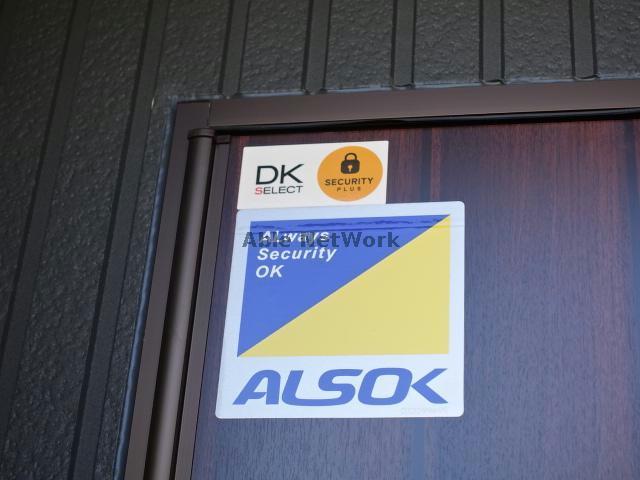 DK
SELECT
SECURITY
PLUS
Always
Able NetWork
Security
OK
ALSOK